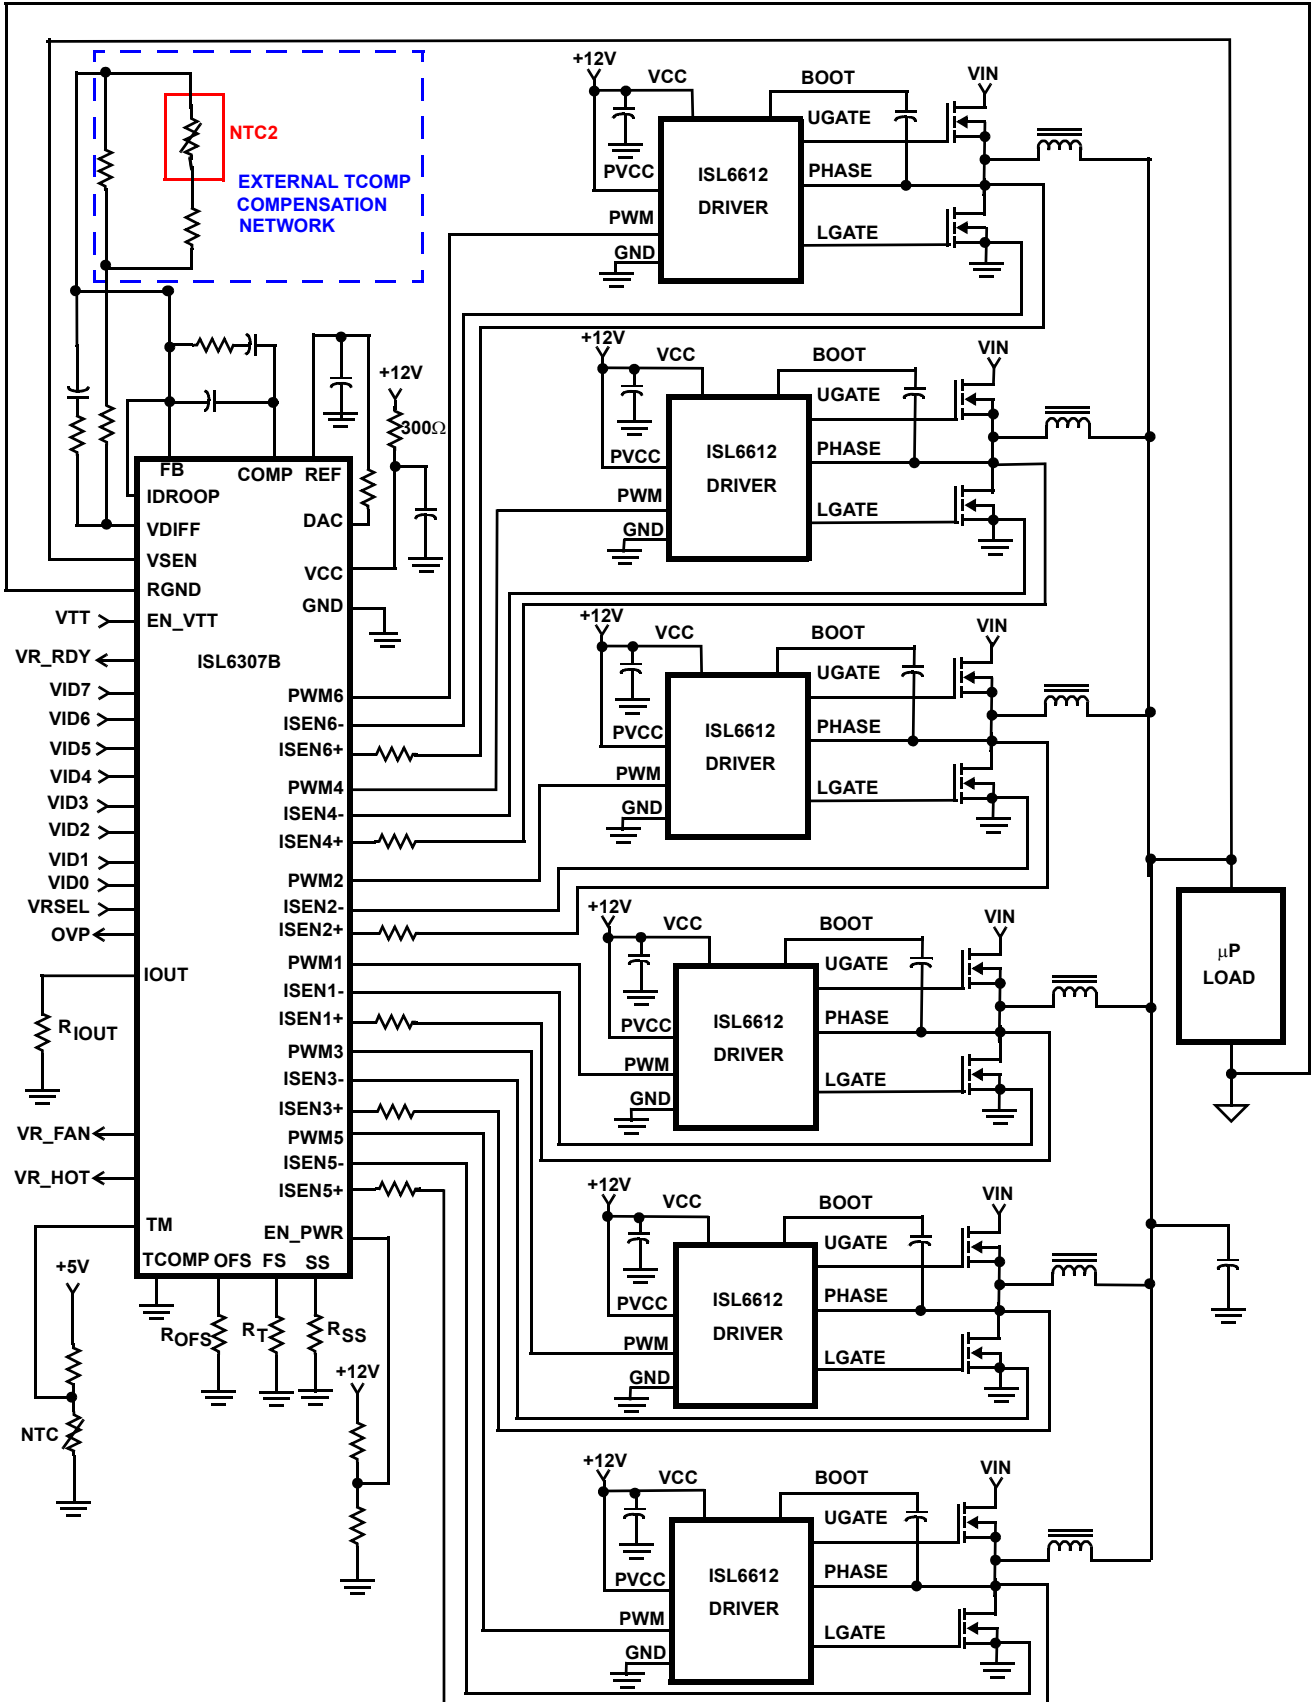 NTC2
EXTERNAL TCOMP
COMPENSATION
NETWORK
+12V
300Ω
FB
COMP
REF
IDROOP
VDIFF
VSEN
RGND
EN_VTT
DAC
VCC
GND
ISL6307B
VTT
VR_RDY
VID7
VID6
VID5
VID4
VID3
VID2
VID1
VID0
VRSEL
OVP
IOUT
RIOUT
VR_FAN
VR_HOT
TM
+5V
NTC
PWM6
ISEN6-
ISEN6+
PWM4
ISEN4-
ISEN4+
PWM2
ISEN2-
ISEN2+
PWM1
ISEN1-
ISEN1+
PWM3
ISEN3-
ISEN3+
PWM5
ISEN5-
ISEN5+
EN_PWR
TCOMP
OFS
FS
SS
ROFS
RT
RSS
+12V
+12V
VCC
BOOT
VIN
UGATE
PVCC
ISL6612
DRIVER
PHASE
PWM
LGATE
GND
+12V
VCC
BOOT
VIN
UGATE
PVCC
ISL6612
DRIVER
PHASE
PWM
LGATE
GND
+12V
VCC
BOOT
VIN
UGATE
PVCC
ISL6612
DRIVER
PHASE
PWM
LGATE
GND
+12V
VCC
BOOT
VIN
UGATE
PVCC
ISL6612
DRIVER
PHASE
PWM
LGATE
GND
+12V
VCC
BOOT
VIN
UGATE
PVCC
ISL6612
DRIVER
PHASE
PWM
LGATE
GND
+12V
VCC
BOOT
VIN
UGATE
PVCC
ISL6612
DRIVER
PHASE
PWM
LGATE
GND
µP
LOAD